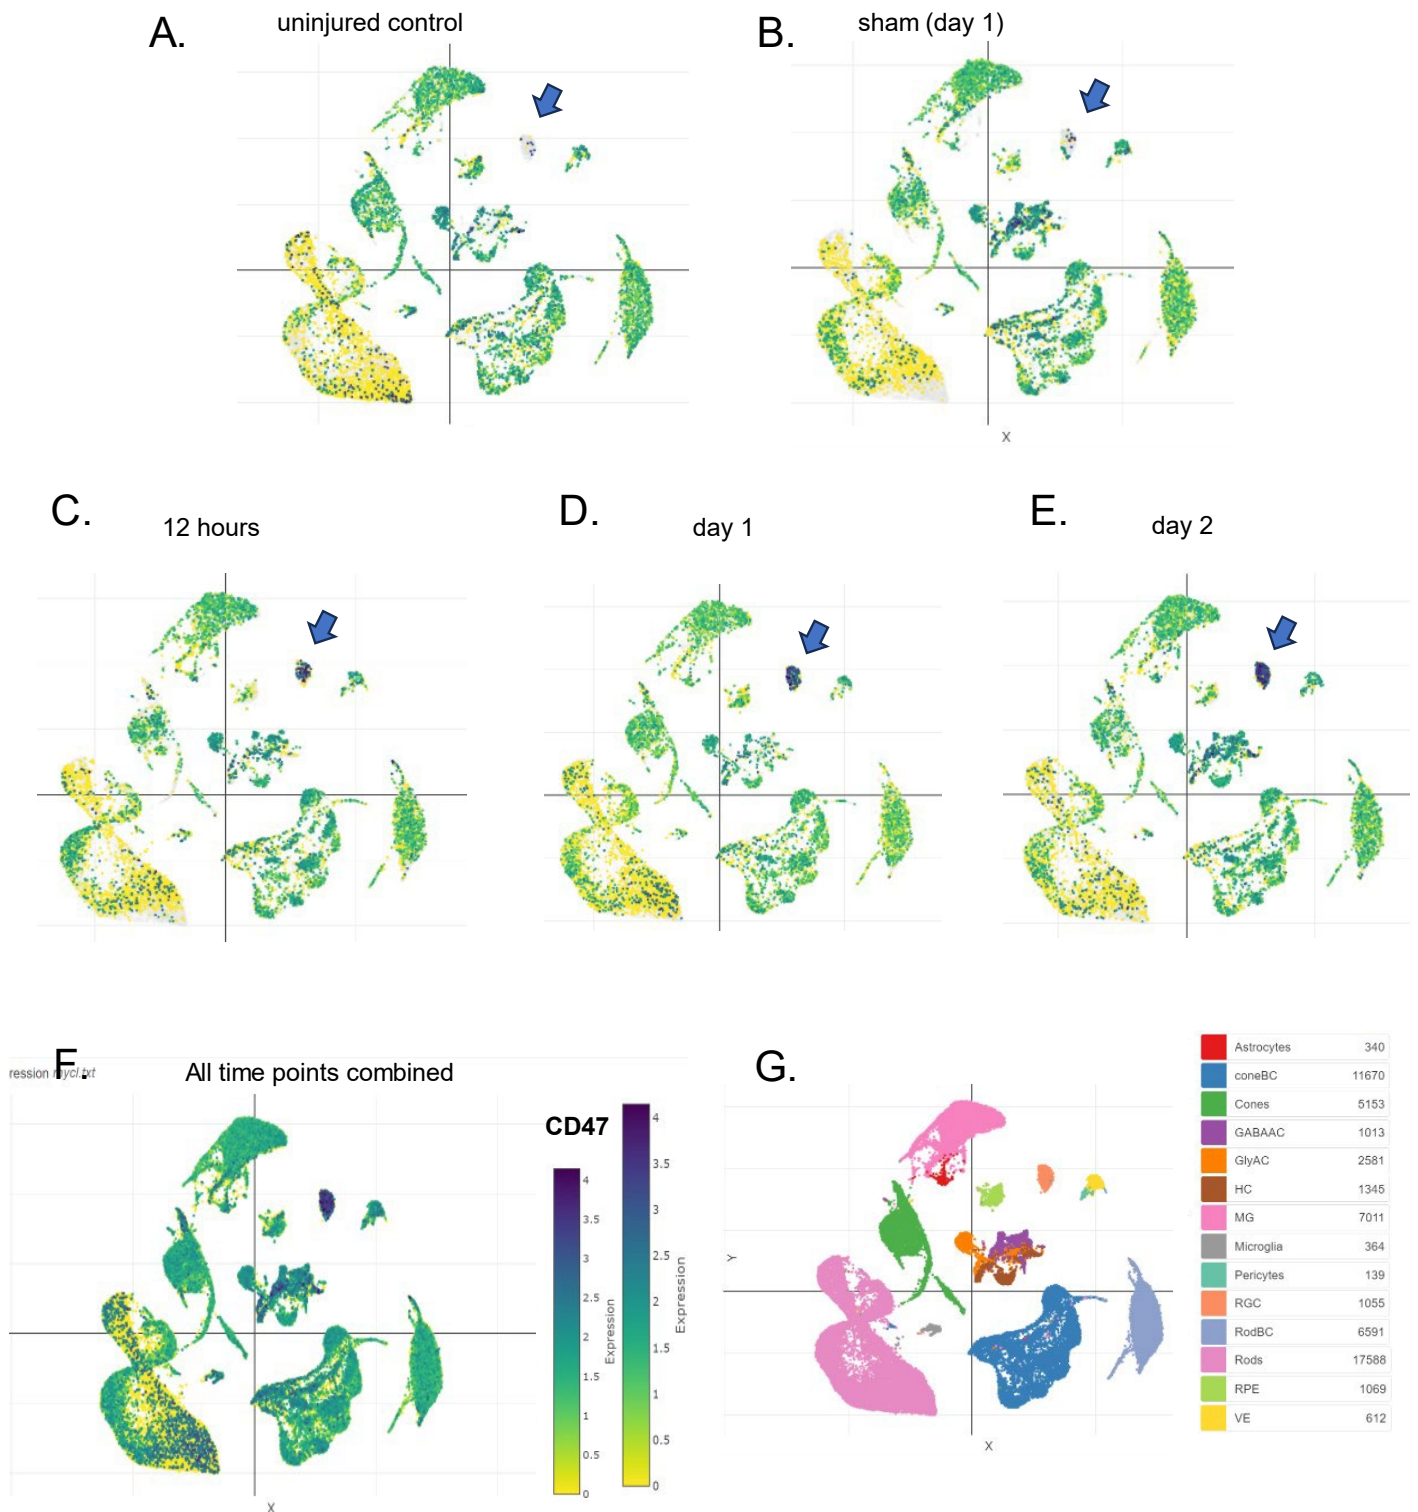 A.
uninjured control
B.
sham (day 1)
X
C.
12 hours
D.
day 1
E.
day 2
F.
ression mycl.txt
All time points combined
CD47
4
3.5
3
2.5
2
1.5
1
0.5
0
Expression
4
3.5
3
2.5
2
1.5
1
0.5
0
Expression
X
G.
Y
X
Astrocytes 340
coneBC 11670
Cones 5153
GABAAC 1013
GlyAC 2581
HC 1345
MG 7011
Microglia 364
Pericytes 139
RGC 1055
RodBC 6591
Rods 17588
RPE 1069
VE 612